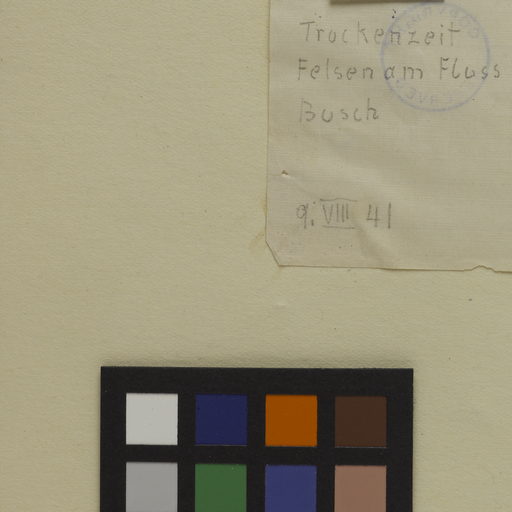 Trockenzeit
Felsen am Fluss
Busch
9. VIII 41